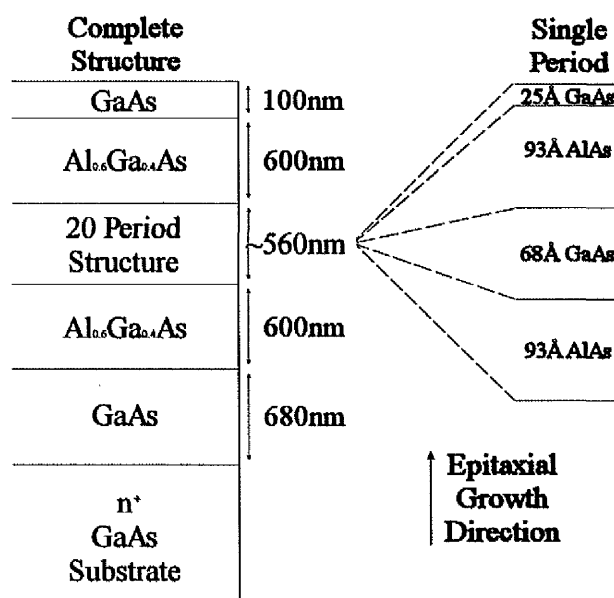 Complete
Structure
GaAs
100nm
Al0.6Ga0.4As
600nm
20 Period
Structure
~560nm
Al0.6Ga0.4As
600nm
GaAs
680nm
n+
GaAs
Substrate
Single
Period
25Å GaAs
93Å AlAs
68Å GaAs
93Å AlAs
Epitaxial
Growth
Direction